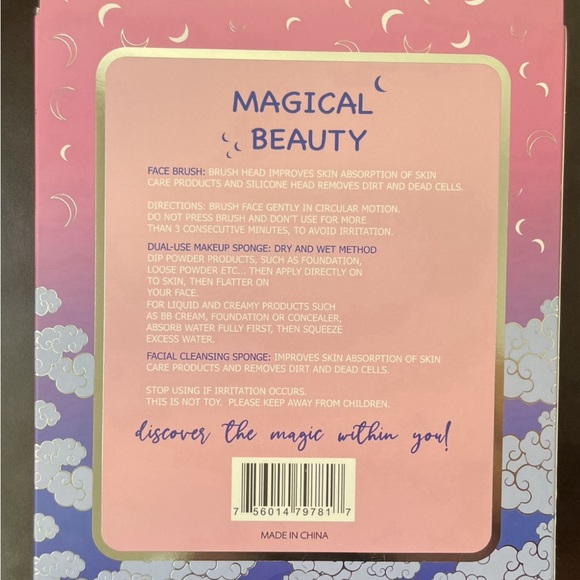 MAGICAL
BEAUTY
FACE BRUSH: BRUSH HEAD IMPROVES SKIN ABSORPTION OF SKIN
CARE PRODUCTS AND SILICONE HEAD REMOVES DIRT AND DEAD CELLS.
DIRECTIONS: BRUSH FACE GENTLY IN CIRCULAR MOTION.
DO NOT PRESS BRUSH AND DON'T USE FOR MORE
THAN 3 CONSECUTIVE MINUTES, TO AVOID IRRITATION.
DUAL-USE MAKEUP SPONGE: DRY AND WET METHOD
DIP POWDER PRODUCTS, SUCH AS FOUNDATION,
LOOSE POWDER ETC... THEN APPLY DIRECTLY ON
TO SKIN, THEN FLATTER ON
YOUR FACE.
FOR LIQUID AND CREAMY PRODUCTS SUCH
AS BB CREAM, FOUNDATION OR CONCEALER,
ABSORB WATER FULLY FIRST, THEN SQUEEZE
EXCESS WATER.
FACIAL CLEANSING SPONGE: IMPROVES SKIN ABSORPTION OF SKIN
CARE PRODUCTS AND REMOVES DIRT AND DEAD CELLS.
STOP USING IF IRRITATION OCCURS.
THIS IS NOT TOY. PLEASE KEEP AWAY FROM CHILDREN.
discover the magic within you!
7 56014 79781 7
MADE IN CHINA